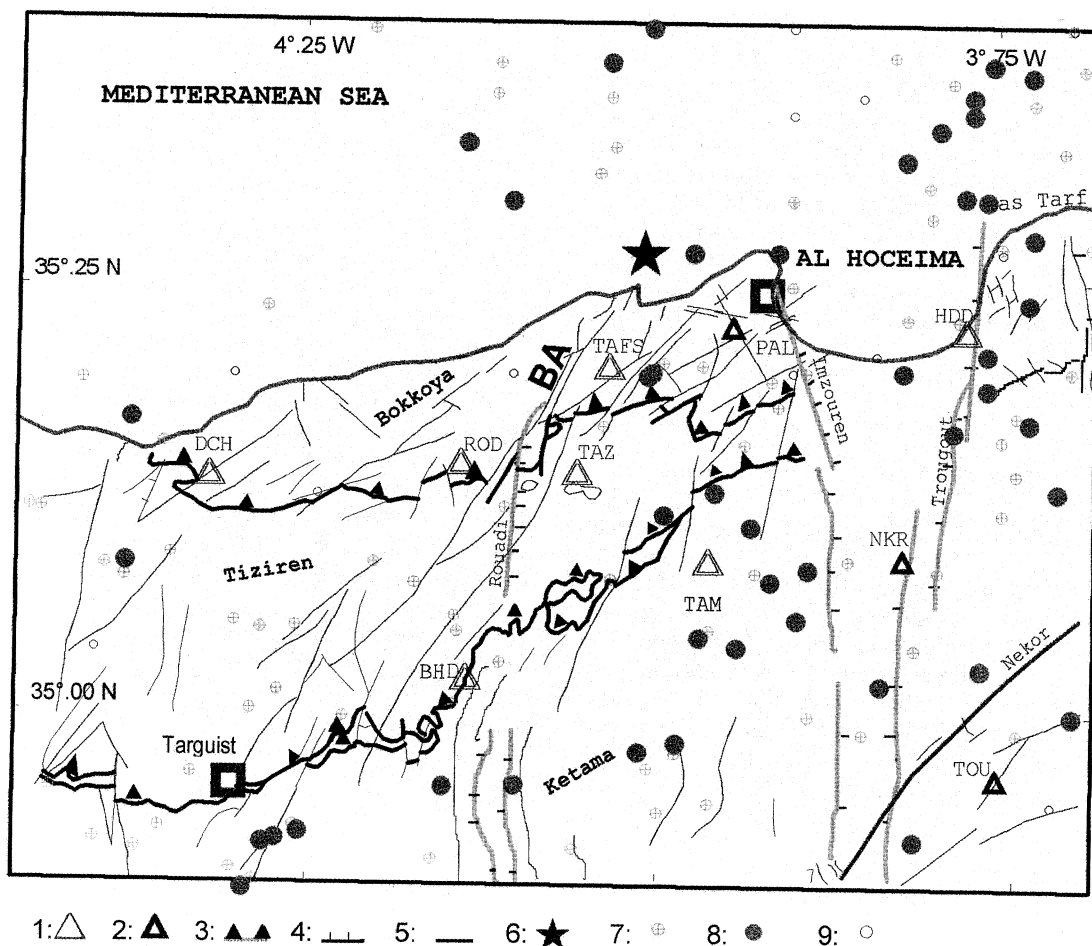 4°.25 W
3°.75 W
MEDITERRANEAN SEA
as Tarf
35°.25 N
AL HOCEIMA
HDD
TAFS
PAL
BA
Bokkoya
Imzouren
DCH
ROD
TAZ
Trougout
NKR
Rouadi
Tiziren
TAM
BHD
Nekor
35°.00 N
Targuist
Ketama
TOU
1: 2: 3: 4: 5: 6: 7: 8: 9: